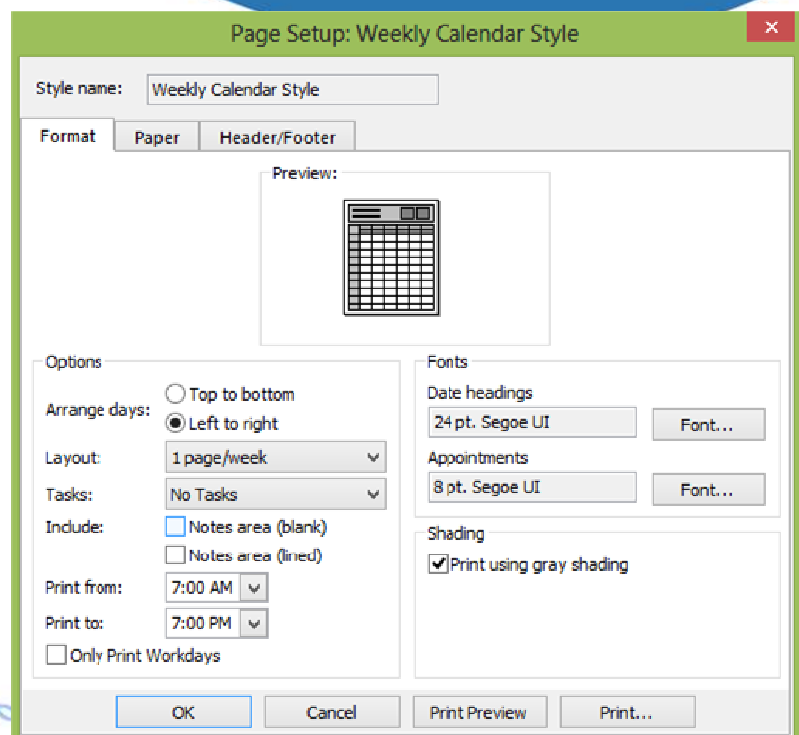 Page Setup: Weekly Calendar Style
Style name: Weekly Calendar Style
Format Paper Header/Footer
Preview:
Options
Arrange days:
Top to bottom
Left to right
Layout: 1 page/week
Tasks: No Tasks
Include: Notes area (blank)
Notes area (lined)
Print from: 7:00 AM
Print to: 7:00 PM
Only Print Workdays
Fonts
Date headings
24 pt. Segoe UI Font...
Appointments
8 pt. Segoe UI Font...
Shading
Print using gray shading
OK Cancel Print Preview Print...